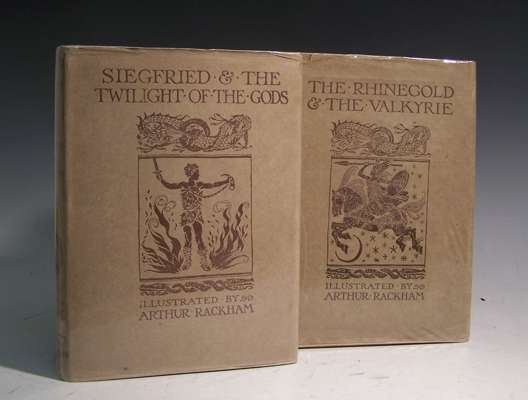 SIEGFRIED · & · THE
TWILIGHT · OF · THE · GODS
ILLUSTRATED · BY
ARTHUR · RACKHAM
THE · RHINEGOLD
& · THE · VALKYRIE
ILLUSTRATED · BY
ARTHUR · RACKHAM